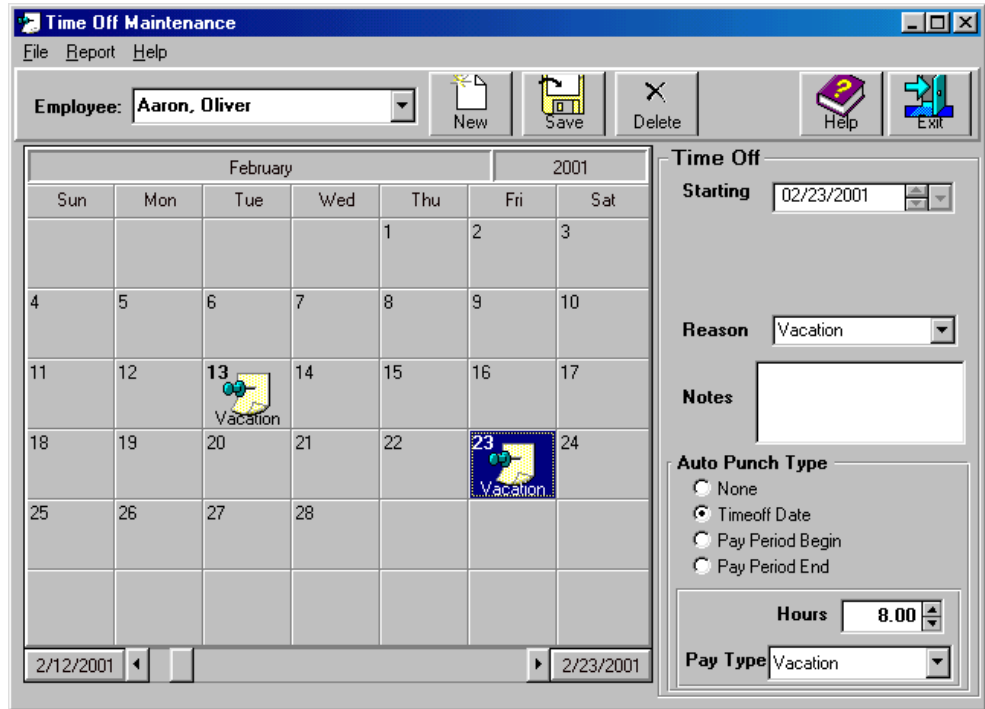 Time Off Maintenance
File Report Help
Employee: Aaron, Oliver New Save Delete Help Exit
February 2001
Sun Mon Tue Wed Thu Fri Sat
1 2 3
4 5 6 7 8 9 10
11 12 13 14 15 16 17
Vacation
18 19 20 21 22 23 24
Vacation
25 26 27 28
2/12/2001 2/23/2001
Time Off
Starting 02/23/2001
Reason Vacation
Notes
Auto Punch Type
None
Timeoff Date
Pay Period Begin
Pay Period End
Hours 8.00
Pay Type Vacation